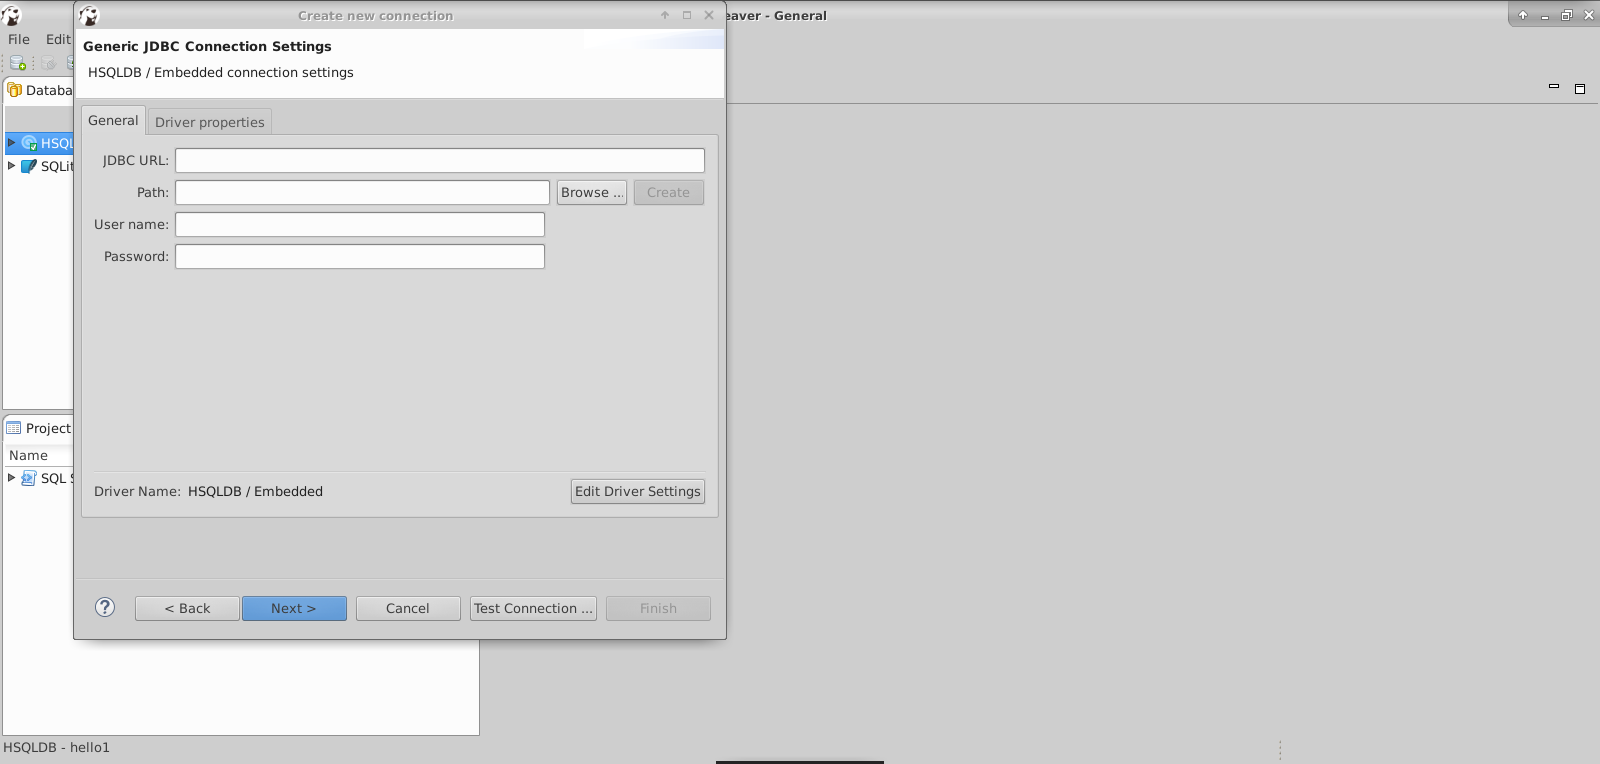 Create new connection
eaver - General
File Edit
Generic JDBC Connection Settings
HSQLDB / Embedded connection settings
Databa
General Driver properties
HSQL
SQLit
JDBC URL:
Path: Browse ... Create
User name:
Password:
Project
Name
SQL S
Driver Name: HSQLDB / Embedded Edit Driver Settings
? < Back Next > Cancel Test Connection ... Finish
HSQLDB - hello1